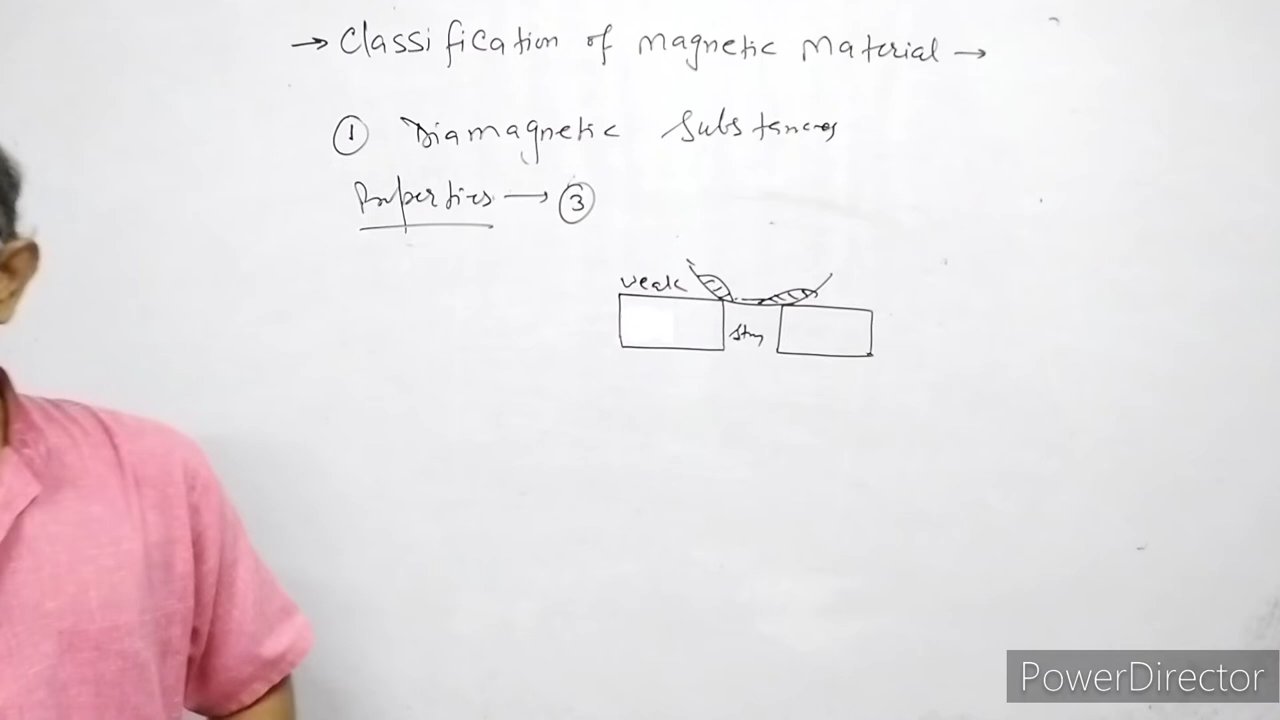 → Classification of magnetic Material →
① Diamagnetic Substances
Properties → ③
weak
PowerDirector